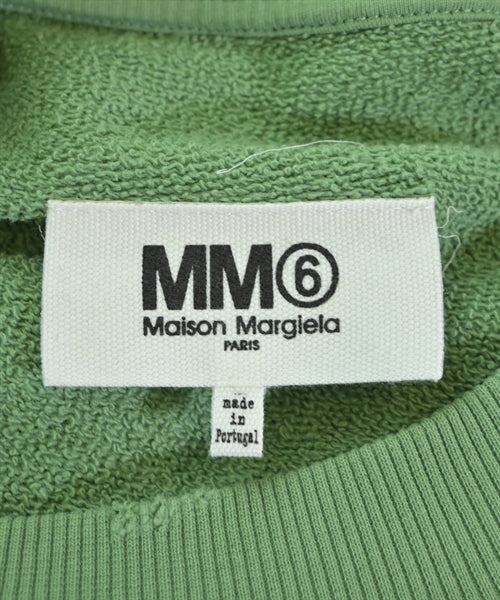 MM⑥
Maison Margiela
PARIS
made
in
Portugal